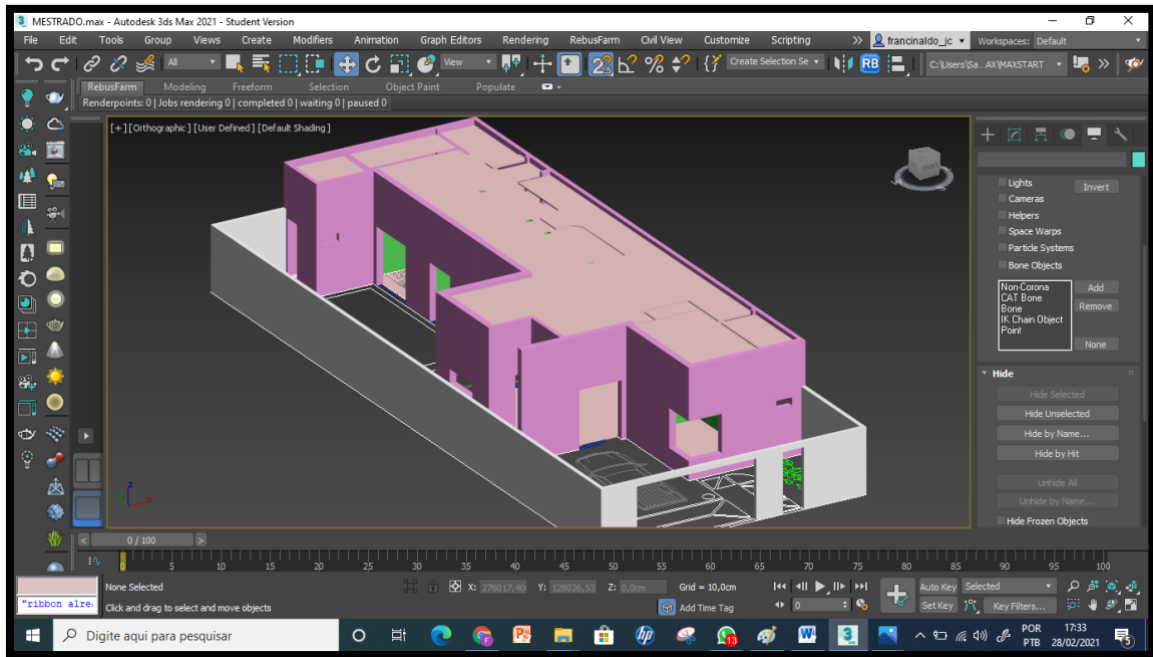 MESTRADO.max - Autodesk 3ds Max 2021 - Student Version
File Edit Tools Group Views Create Modifiers Animation Graph Editors Rendering RebusFarm Civil View Customize Scripting francinaldo_jc Workspaces: Default
All View Create Selection Se RB C:\Users\Sa...AX\MAXSTART
RebusFarm Modeling Freeform Selection Object Paint Populate
Renderpoints: 0 | Jobs rendering 0 | completed 0 | waiting 0 | paused 0
[+] [Orthographic] [User Defined] [Default Shading]
Lights Invert
Cameras
Helpers
Space Warps
Particle Systems
Bone Objects
Non-Corona Add
CAT Bone
Bone Remove
IK Chain Object
Point
None
Hide
Hide Selected
Hide Unselected
Hide by Name...
Hide by Hit
Unhide All
Unhide by Name...
Hide Frozen Objects
0 / 100
0 5 10 15 20 25 30 35 40 45 50 55 60 65 70 75 80 85 90 95 100
None Selected X: 276017,40 Y: 128026,53 Z: 0,0cm Grid = 10,0cm Auto Key Selected
"ribbon alre Click and drag to select and move objects Add Time Tag 0 Set Key Key Filters...
Digite aqui para pesquisar 13 POR 17:33
PTB 28/02/2021 5